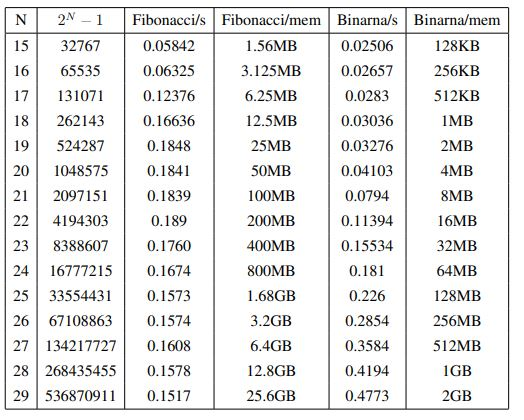 N 2^N − 1 Fibonacci/s Fibonacci/mem Binarna/s Binarna/mem
15 32767 0.05842 1.56MB 0.02506 128KB
16 65535 0.06325 3.125MB 0.02657 256KB
17 131071 0.12376 6.25MB 0.0283 512KB
18 262143 0.16636 12.5MB 0.03036 1MB
19 524287 0.1848 25MB 0.03276 2MB
20 1048575 0.1841 50MB 0.04103 4MB
21 2097151 0.1839 100MB 0.0794 8MB
22 4194303 0.189 200MB 0.11394 16MB
23 8388607 0.1760 400MB 0.15534 32MB
24 16777215 0.1674 800MB 0.181 64MB
25 33554431 0.1573 1.68GB 0.226 128MB
26 67108863 0.1574 3.2GB 0.2854 256MB
27 134217727 0.1608 6.4GB 0.3584 512MB
28 268435455 0.1578 12.8GB 0.4194 1GB
29 536870911 0.1517 25.6GB 0.4773 2GB